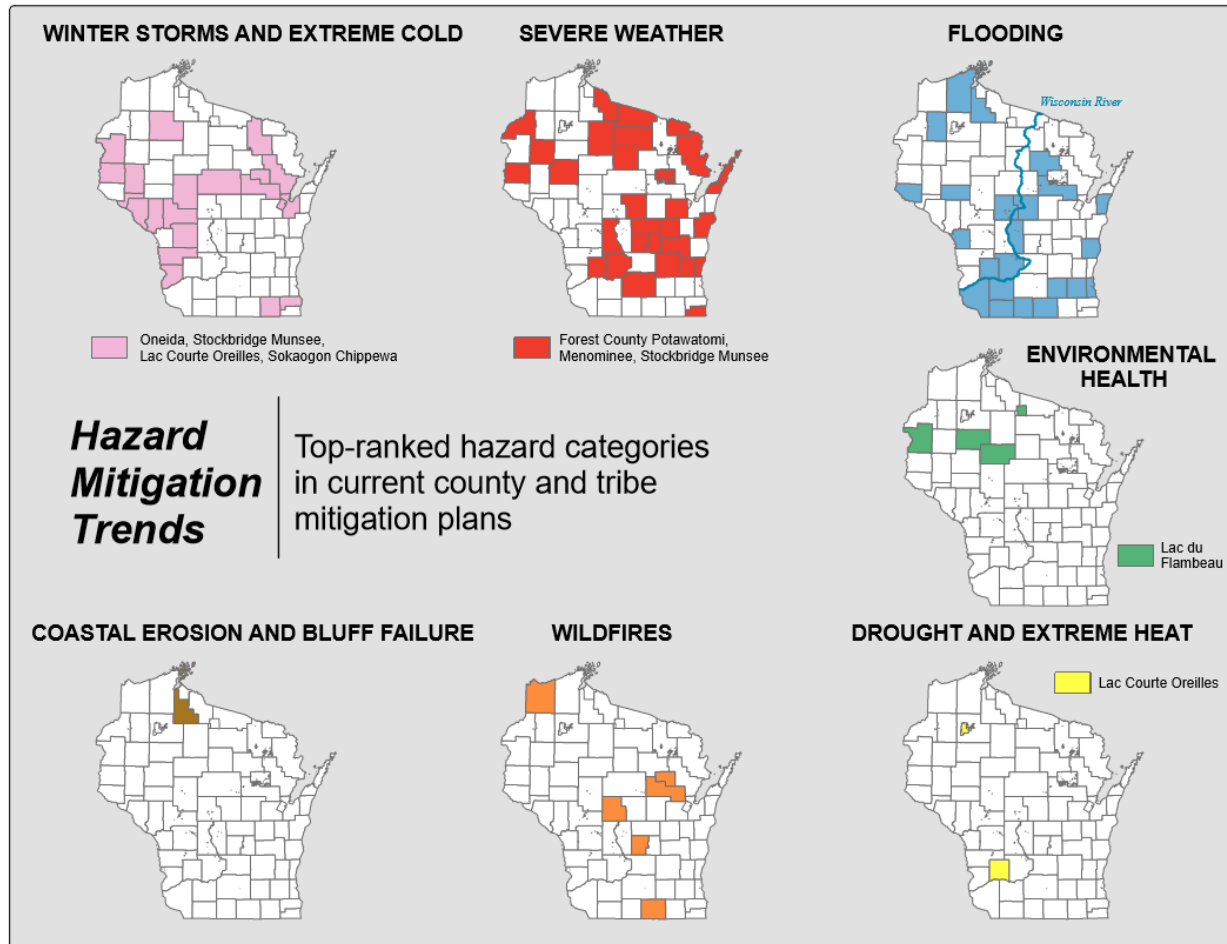 WINTER STORMS AND EXTREME COLD
SEVERE WEATHER
FLOODING
Wisconsin River
Oneida, Stockbridge Munsee,
Lac Courte Oreilles, Sokaogon Chippewa
Forest County Potawatomi,
Menominee, Stockbridge Munsee
ENVIRONMENTAL
HEALTH
Lac du
Flambeau
Hazard
Mitigation
Trends
Top-ranked hazard categories
in current county and tribe
mitigation plans
COASTAL EROSION AND BLUFF FAILURE
WILDFIRES
DROUGHT AND EXTREME HEAT
Lac Courte Oreilles